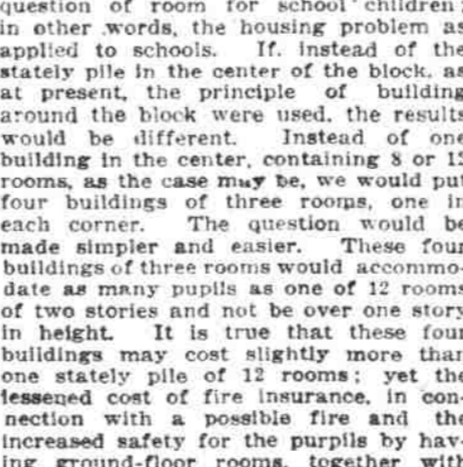 question of room for school children;
in other words, the housing problem as
applied to schools. If, instead of the
stately pile in the center of the block, as
at present, the principle of building
around the block were used, the results
would be different. Instead of one
building in the center, containing 8 or 12
rooms, as the case may be, we would put
four buildings of three rooms, one in
each corner. The question would be
made simpler and easier. These four
buildings of three rooms would accommo-
date as many pupils as one of 12 rooms
of two stories and not be over one story
in height. It is true that these four
buildings may cost slightly more than
one stately pile of 12 rooms; yet the
lessened cost of fire insurance, in con-
nection with a possible fire and the
increased safety for the purpils by hav-
ing ground-floor rooms, together with